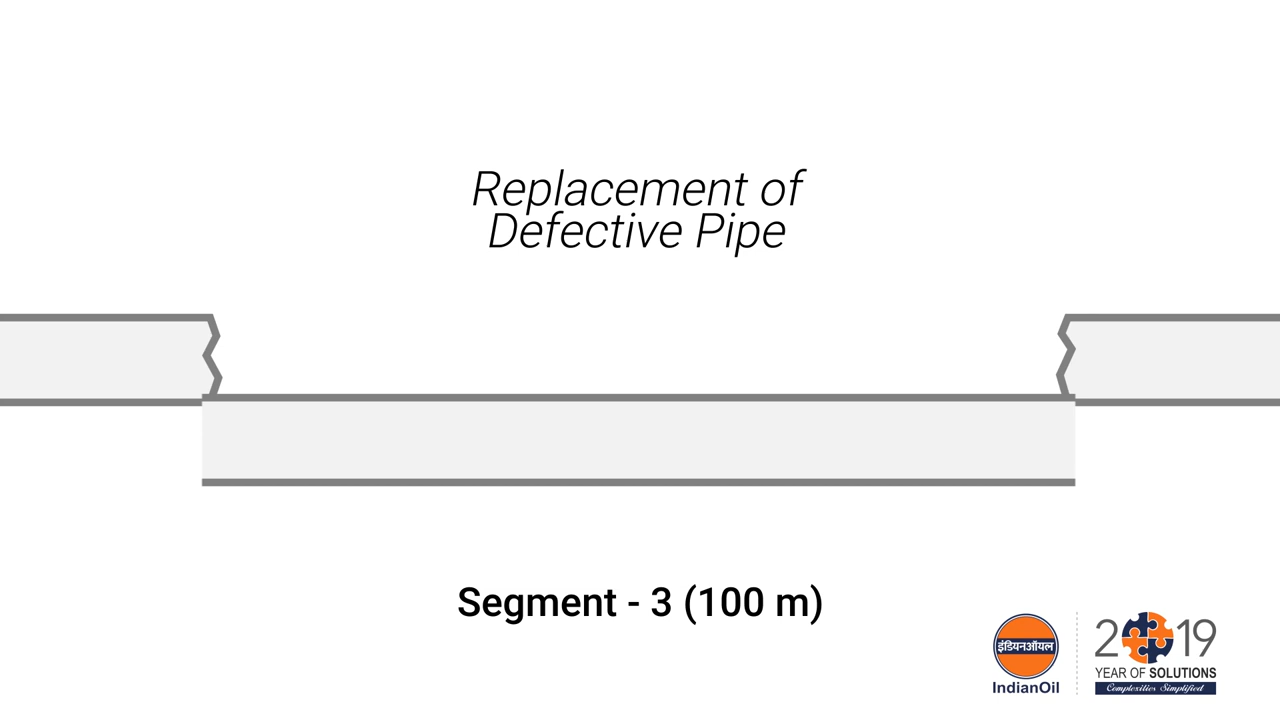 Replacement of
Defective Pipe
Segment - 3 (100 m)
इंडियनऑयल
IndianOil
2019
YEAR OF SOLUTIONS
Complexities Simplified